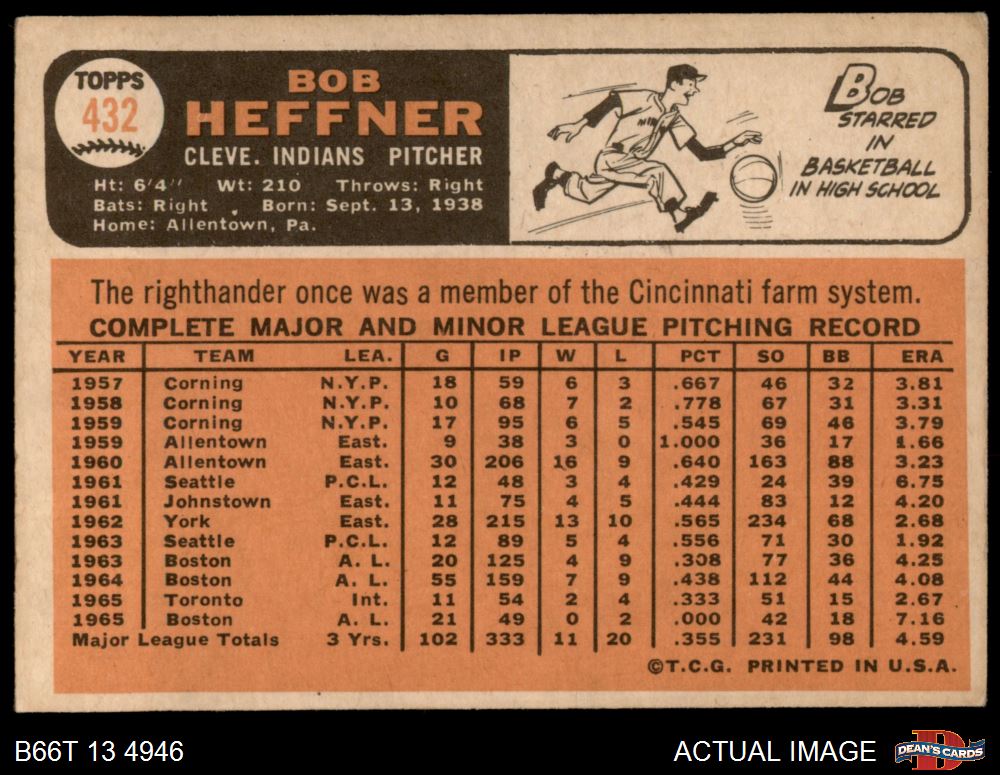 TOPPS
432
BOB
HEFFNER
CLEVE. INDIANS PITCHER
Ht: 6'4" Wt: 210 Throws: Right
Bats: Right Born: Sept. 13, 1938
Home: Allentown, Pa.
BOB
STARRED
IN
BASKETBALL
IN HIGH SCHOOL
The righthander once was a member of the Cincinnati farm system.
COMPLETE MAJOR AND MINOR LEAGUE PITCHING RECORD
YEAR TEAM LEA. G IP W L PCT SO BB ERA
1957 Corning N.Y.P. 18 59 6 3 .667 46 32 3.81
1958 Corning N.Y.P. 10 68 7 2 .778 67 31 3.31
1959 Corning N.Y.P. 17 95 6 5 .545 69 46 3.79
1959 Allentown East. 9 38 3 0 1.000 36 17 1.66
1960 Allentown East. 30 206 16 9 .640 163 88 3.23
1961 Seattle P.C.L. 12 48 3 4 .429 24 39 6.75
1961 Johnstown East. 11 75 4 5 .444 83 12 4.20
1962 York East. 28 215 13 10 .565 234 68 2.68
1963 Seattle P.C.L. 12 89 5 4 .556 71 30 1.92
1963 Boston A. L. 20 125 4 9 .308 77 36 4.25
1964 Boston A. L. 55 159 7 9 .438 112 44 4.08
1965 Toronto Int. 11 54 2 4 .333 51 15 2.67
1965 Boston A. L. 21 49 0 2 .000 42 18 7.16
Major League Totals 3 Yrs. 102 333 11 20 .355 231 98 4.59
©T.C.G. PRINTED IN U.S.A.
B66T 13 4946
ACTUAL IMAGE
DEAN'S CARDS